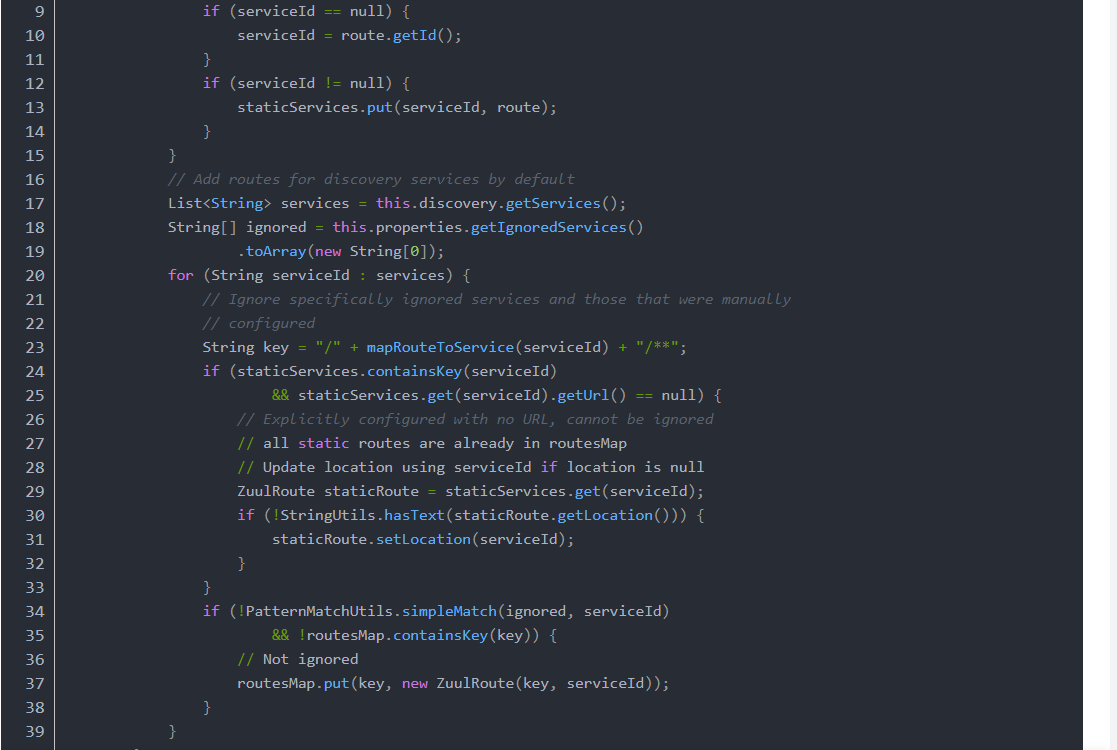 9 if (serviceId == null) {
10 serviceId = route.getId();
11 }
12 if (serviceId != null) {
13 staticServices.put(serviceId, route);
14 }
15 }
16 // Add routes for discovery services by default
17 List<String> services = this.discovery.getServices();
18 String[] ignored = this.properties.getIgnoredServices()
19 .toArray(new String[0]);
20 for (String serviceId : services) {
21 // Ignore specifically ignored services and those that were manually
22 // configured
23 String key = "/" + mapRouteToService(serviceId) + "/**";
24 if (staticServices.containsKey(serviceId)
25 && staticServices.get(serviceId).getUrl() == null) {
26 // Explicitly configured with no URL, cannot be ignored
27 // all static routes are already in routesMap
28 // Update location using serviceId if location is null
29 ZuulRoute staticRoute = staticServices.get(serviceId);
30 if (!StringUtils.hasText(staticRoute.getLocation())) {
31 staticRoute.setLocation(serviceId);
32 }
33 }
34 if (!PatternMatchUtils.simpleMatch(ignored, serviceId)
35 && !routesMap.containsKey(key)) {
36 // Not ignored
37 routesMap.put(key, new ZuulRoute(key, serviceId));
38 }
39 }